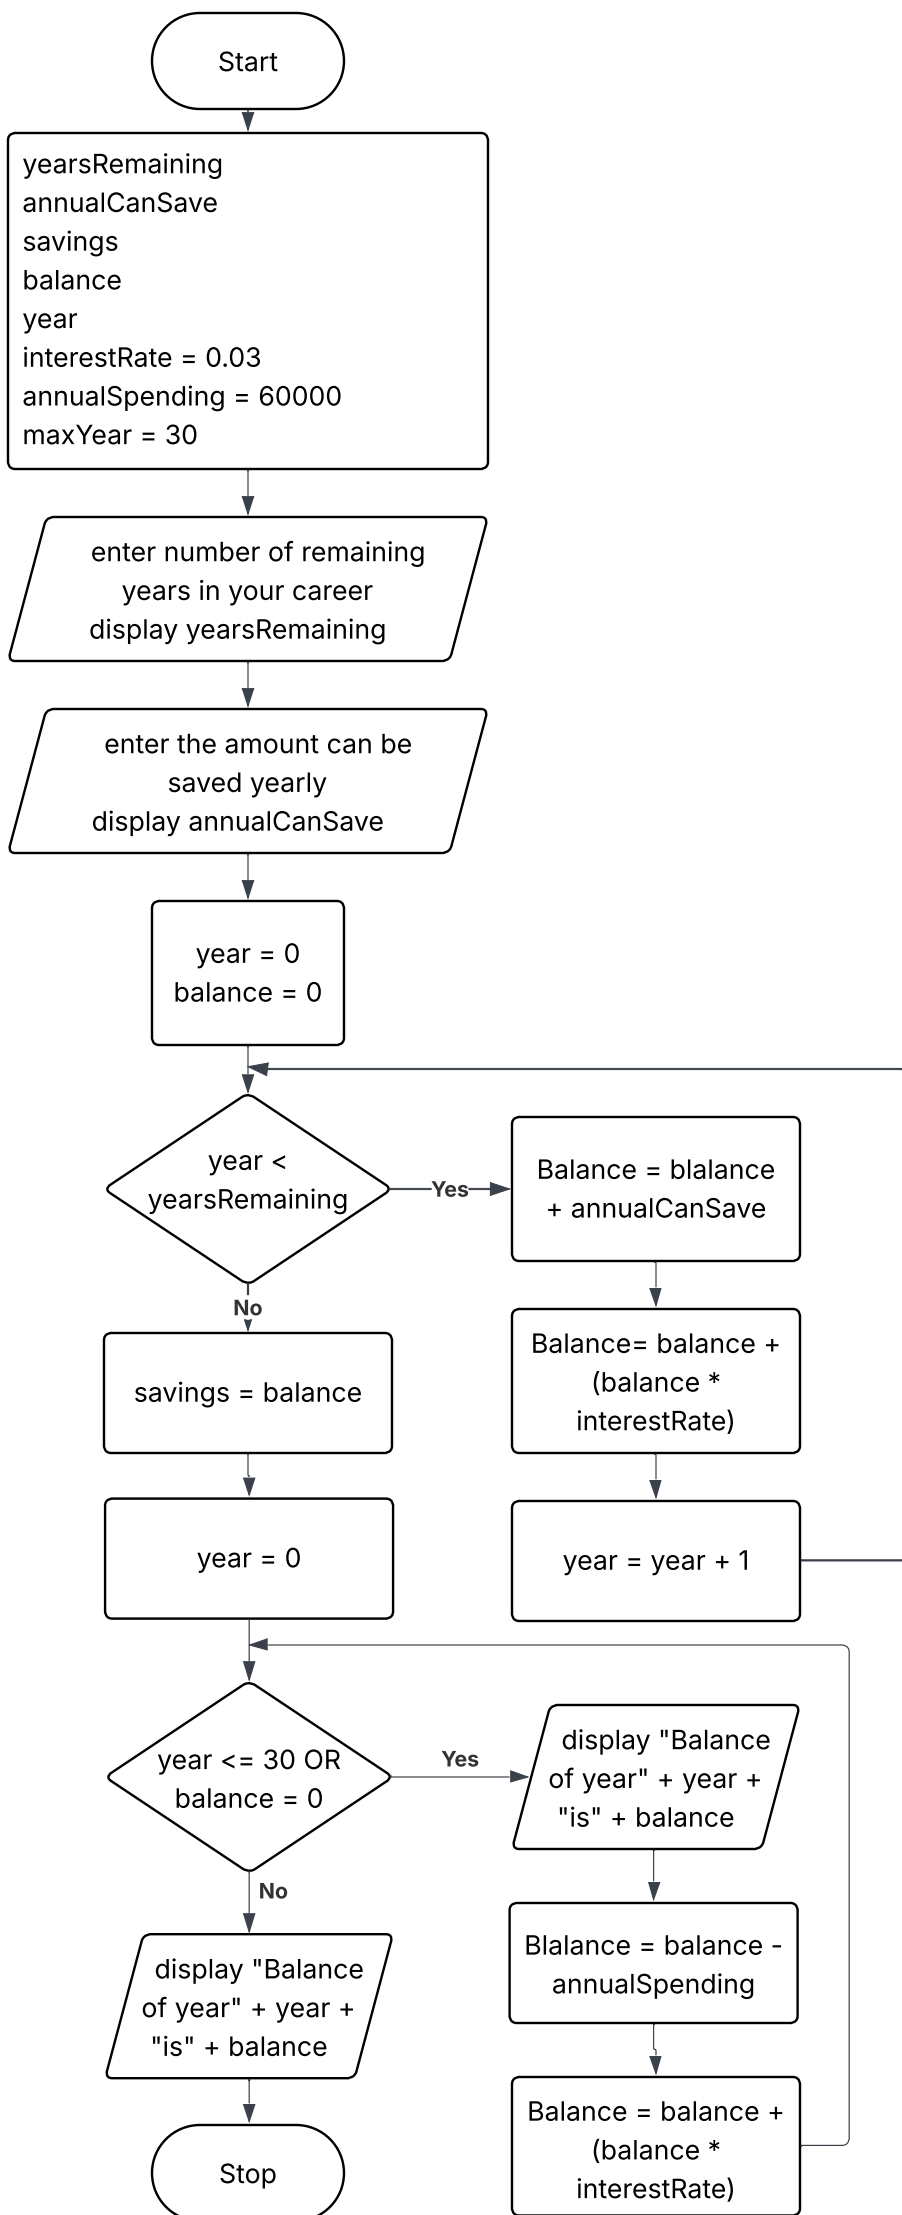 Start
yearsRemaining
annualCanSave
savings
balance
year
interestRate = 0.03
annualSpending = 60000
maxYear = 30
enter number of remaining
years in your career
display yearsRemaining
enter the amount can be
saved yearly
display annualCanSave
year = 0
balance = 0
year <
yearsRemaining
Yes
Balance = blalance
+ annualCanSave
Balance= balance +
(balance *
interestRate)
year = year + 1
No
savings = balance
year = 0
year <= 30 OR
balance = 0
Yes
display "Balance
of year" + year +
"is" + balance
Blalance = balance -
annualSpending
Balance = balance +
(balance *
interestRate)
No
display "Balance
of year" + year +
"is" + balance
Stop